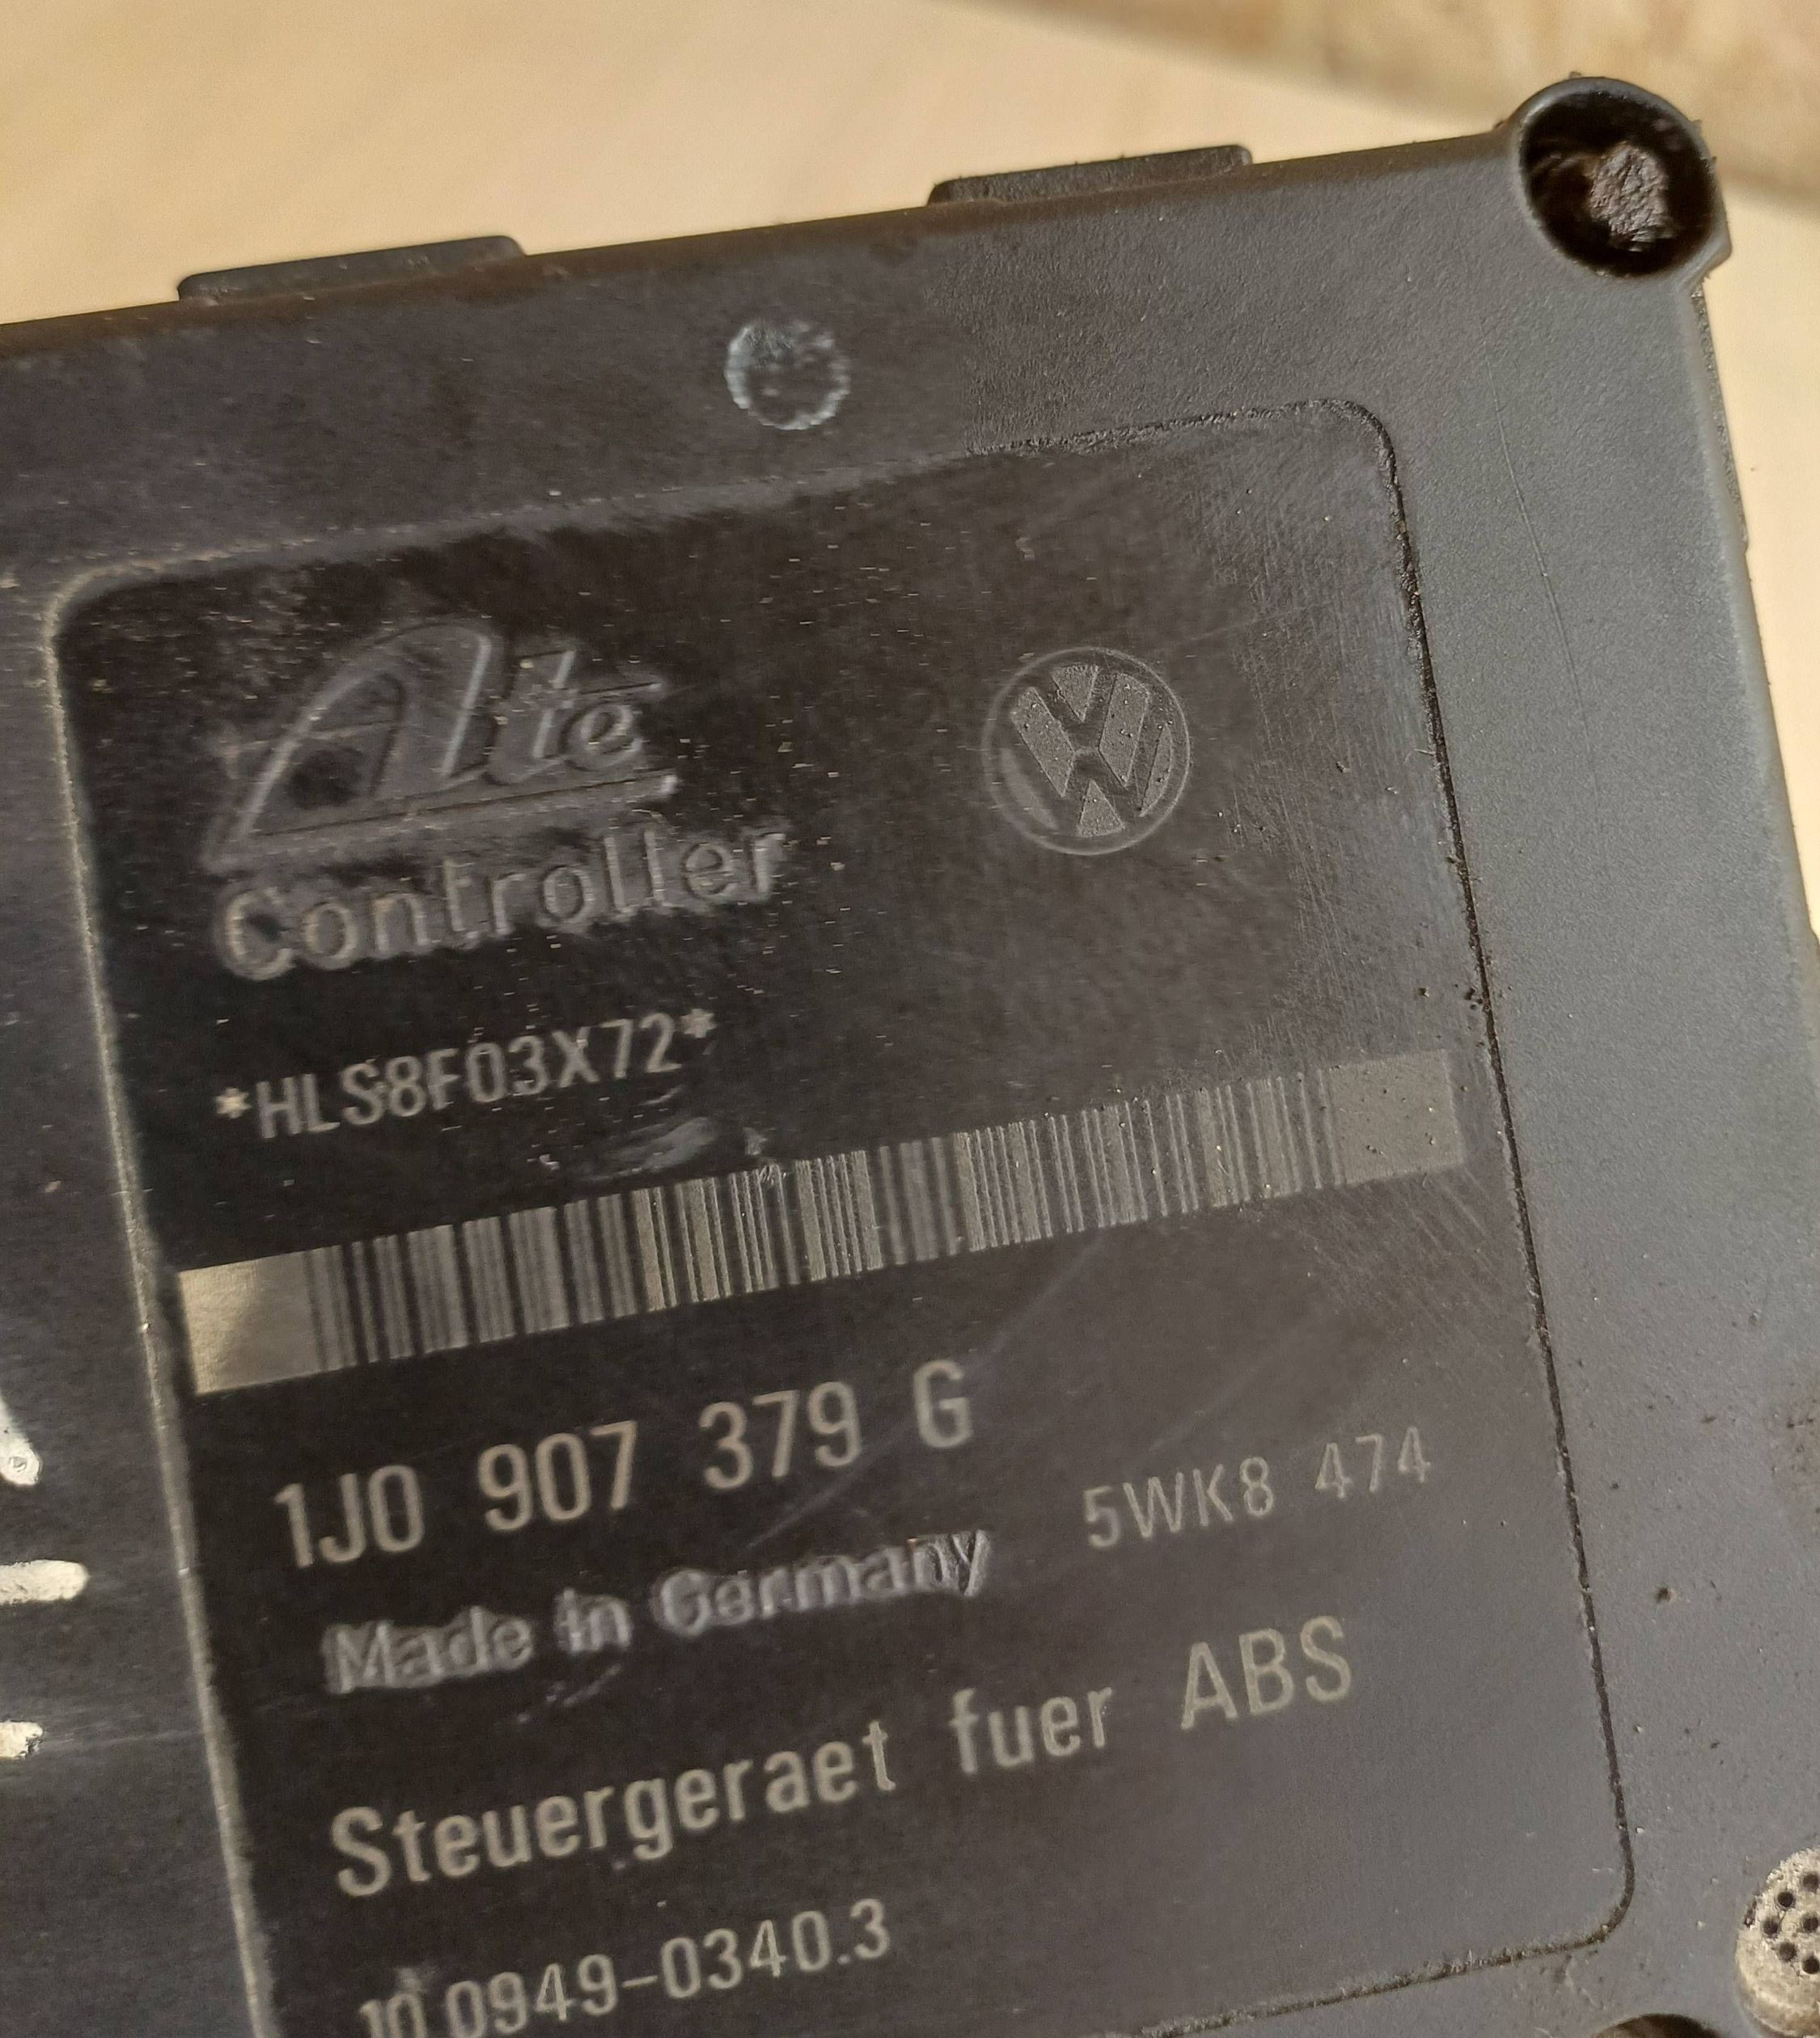 Ate
Controller
*HLS8F03X72*
1J0 907 379 G
5WK8 474
Made in Germany
Steuergeraet fuer ABS
10.0949-0340.3